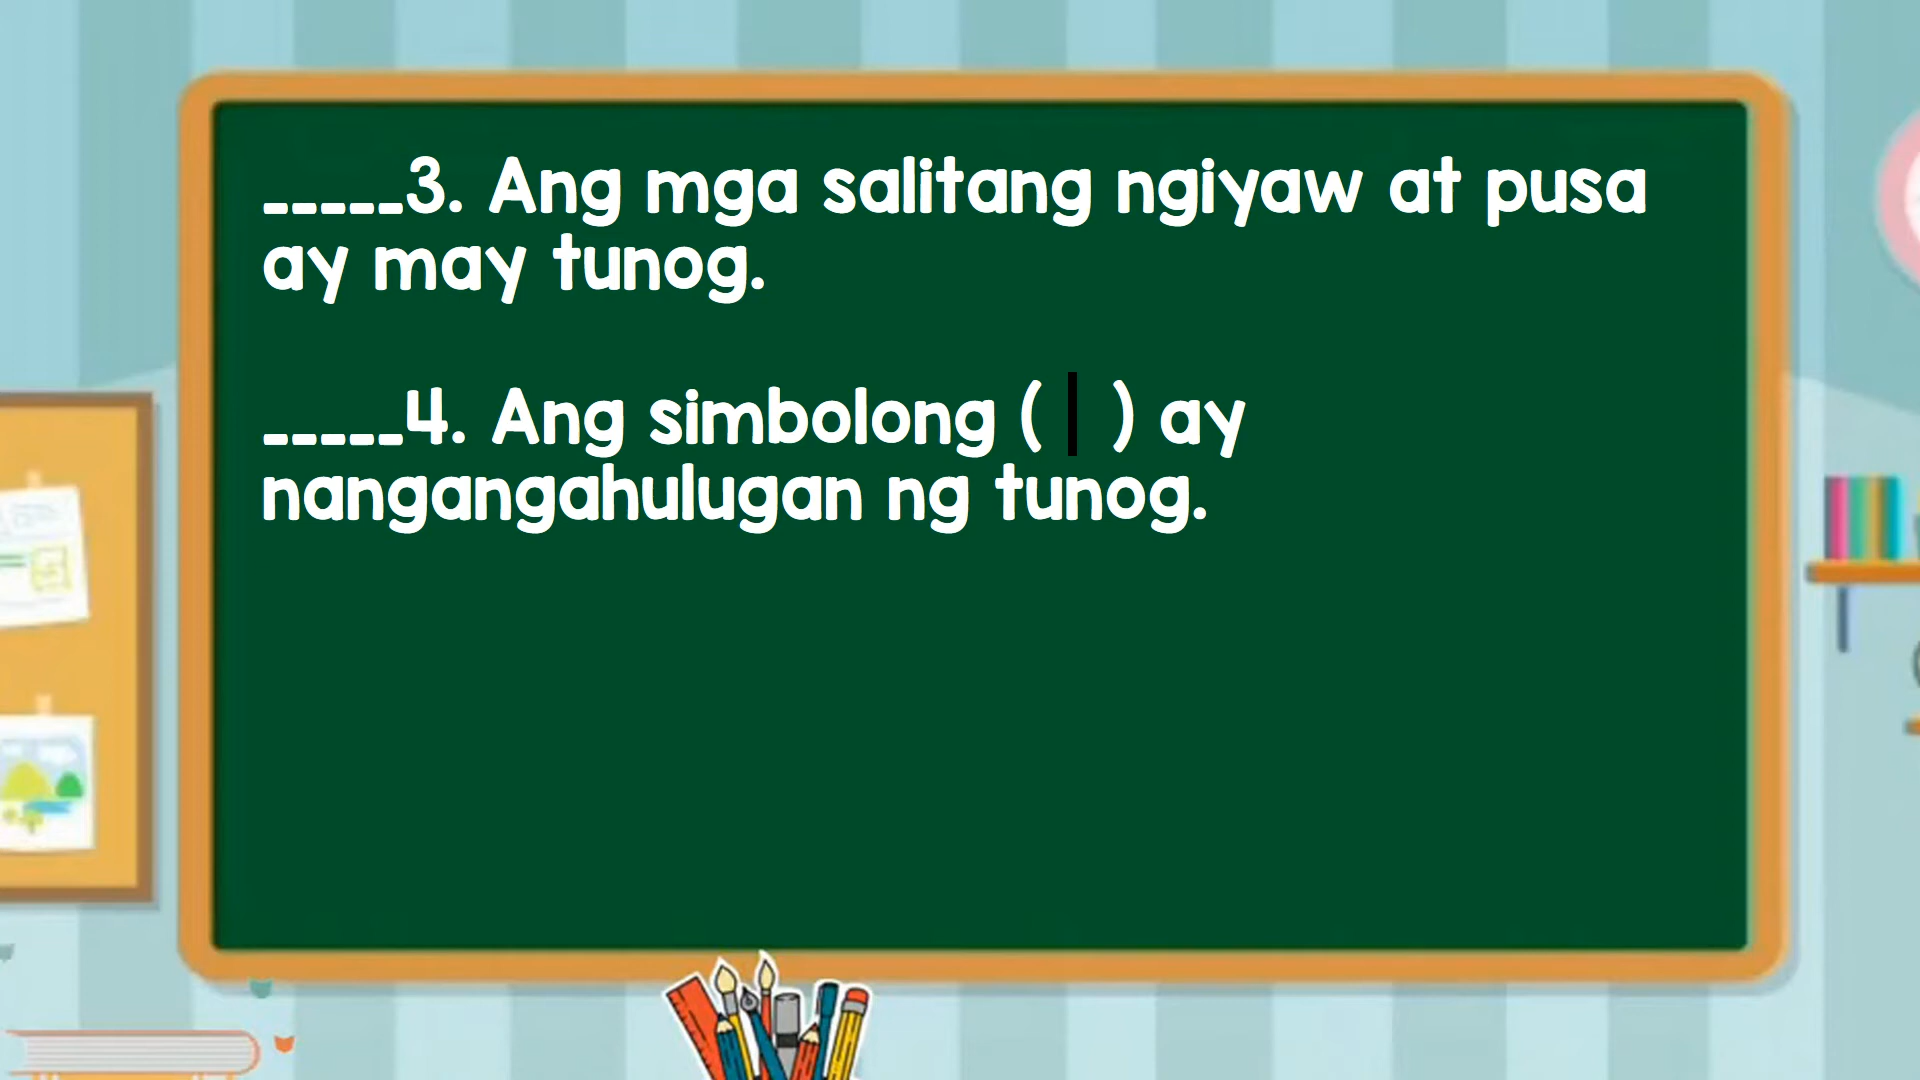 _____3. Ang mga salitang ngiyaw at pusa
ay may tunog.
_____4. Ang simbolong ( | ) ay
nangangahulugan ng tunog.